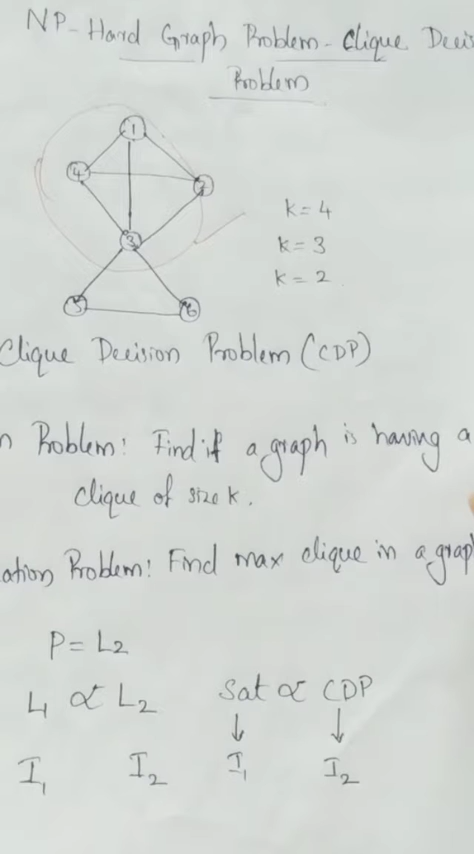 NP-Hard Graph Problem - Clique Decis
Problem
1
4
2
3
5
6
K=4
K=3
K=2
Clique Decision Problem (CDP)
n Problem: Find if a graph is having a
clique of size k.
ation Problem: Find max clique in a grap
P= L2
L1 ∝ L2
Sat ∝ CDP
↓ ↓
I1 I2
I1 I2